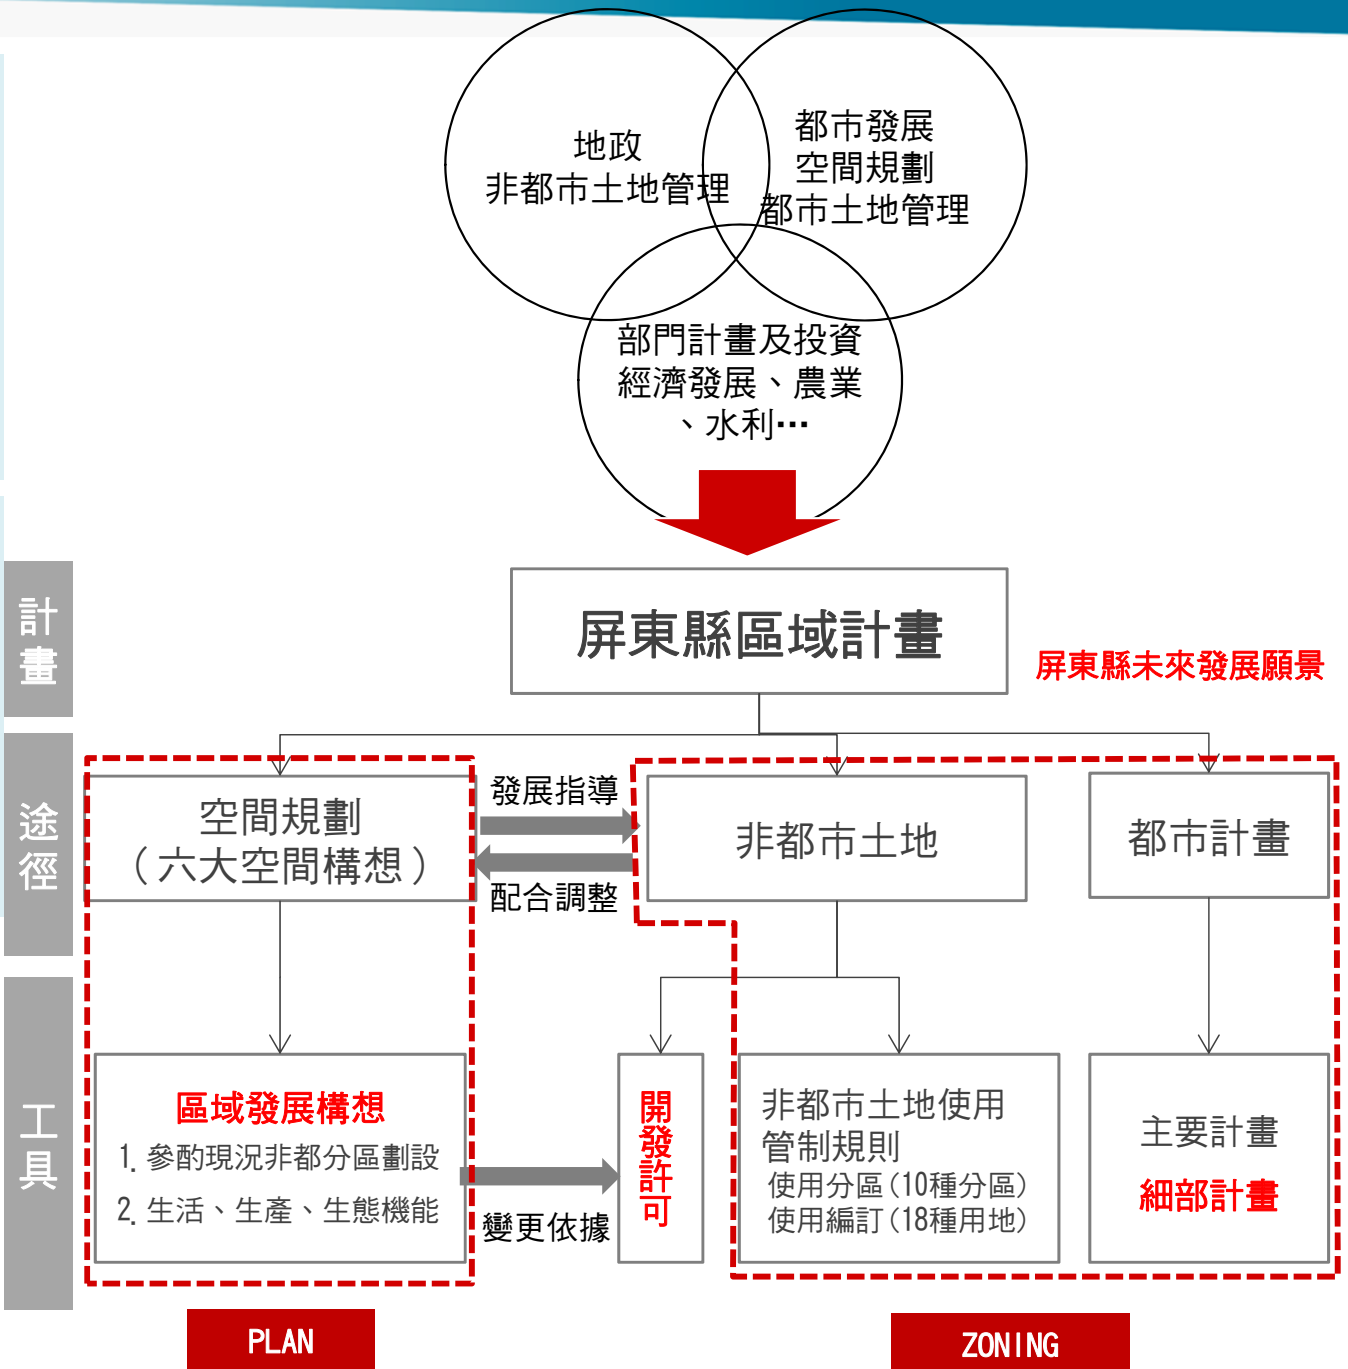 地政
非都市土地管理
都市發展
空間規劃
都市土地管理
部門計畫及投資
經濟發展、農業
、水利…
計畫
屏東縣區域計畫
屏東縣未來發展願景
途徑
空間規劃
(六大空間構想)
發展指導
配合調整
非都市土地
都市計畫
工具
區域發展構想
1. 參酌現況非都分區劃設
2. 生活、生產、生態機能
變更依據
開發許可
非都市土地使用
管制規則
使用分區(10種分區)
使用編訂(18種用地)
主要計畫
細部計畫
PLAN
ZONING